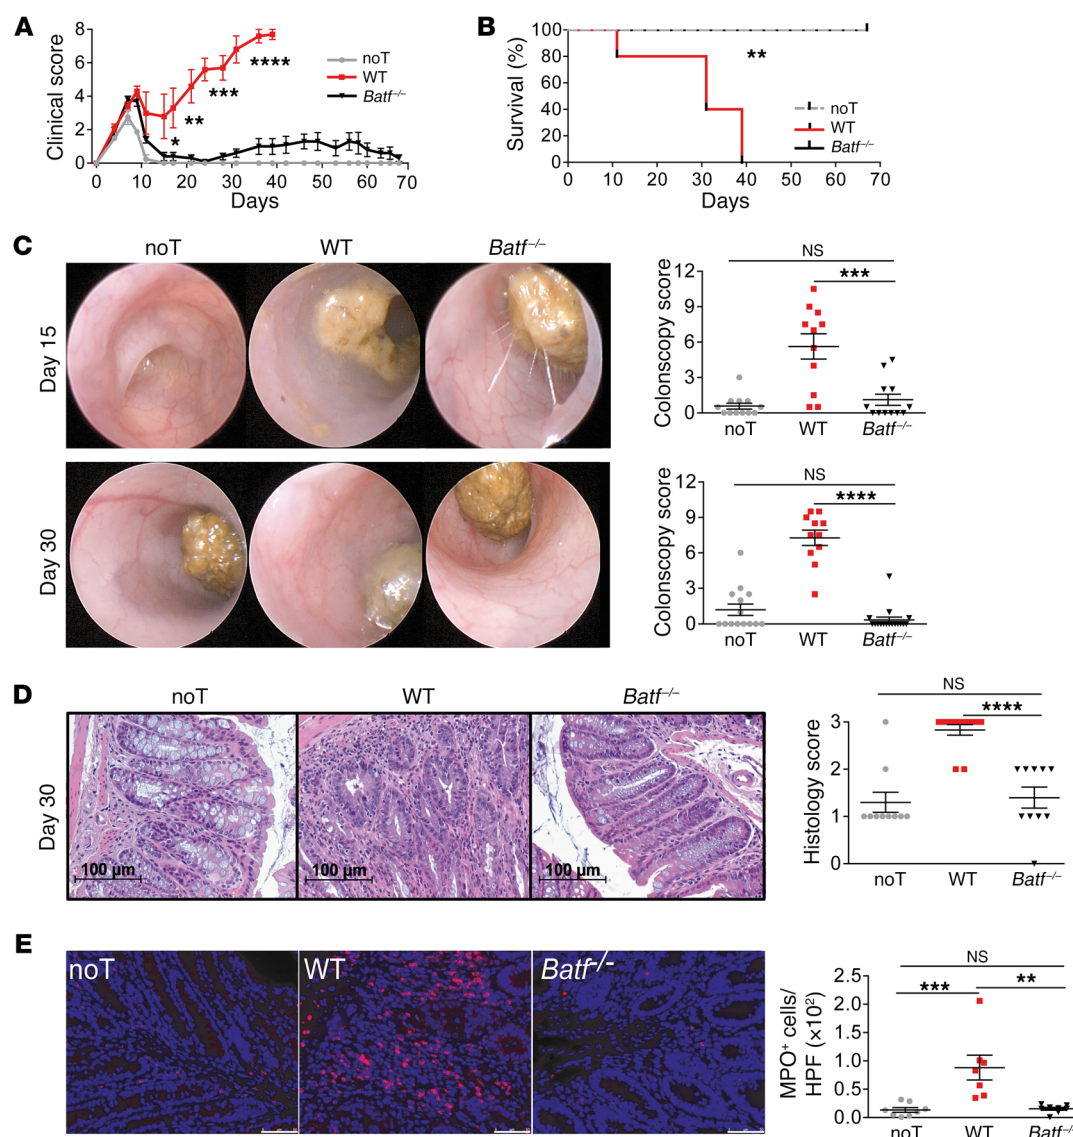 A
Clinical score
8
6
4
2
0
0 10 20 30 40 50 60 70
Days
noT
WT
Batf–/–
*
**
***
****
B
Survival (%)
100
80
60
40
20
0
0 10 20 30 40 50 60 70
Days
**
noT
WT
Batf–/–
C
noT WT Batf–/–
Day 15
Colonscopy score
12
9
6
3
0
NS
***
noT WT Batf–/–
Day 30
Colonscopy score
12
9
6
3
0
NS
****
noT WT Batf–/–
D
noT WT Batf–/–
Day 30
100 µm 100 µm 100 µm
Histology score
3
2
1
0
NS
****
noT WT Batf–/–
E
noT WT Batf-/-
MPO+ cells/
HPF (×10²)
2.5
2.0
1.5
1.0
0.5
0.0
NS
*** **
noT WT Batf–/–